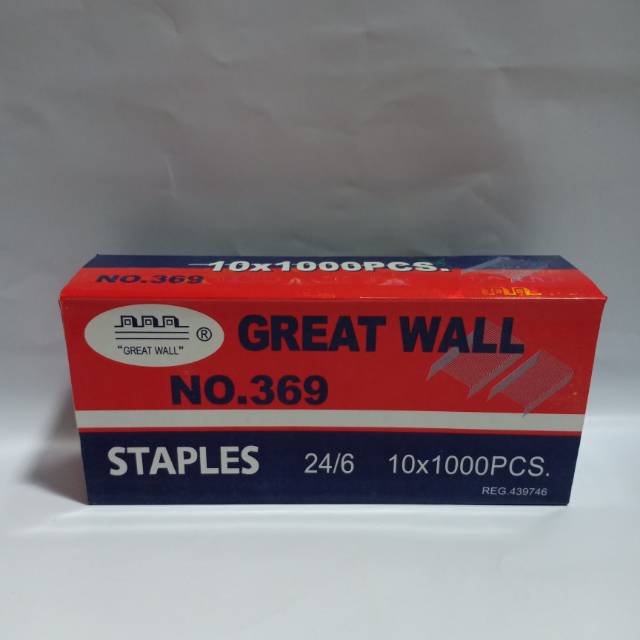 10x1000PCS.
NO.369
"GREAT WALL"
®
GREAT WALL
NO.369
STAPLES 24/6 10x1000PCS.
REG.439746